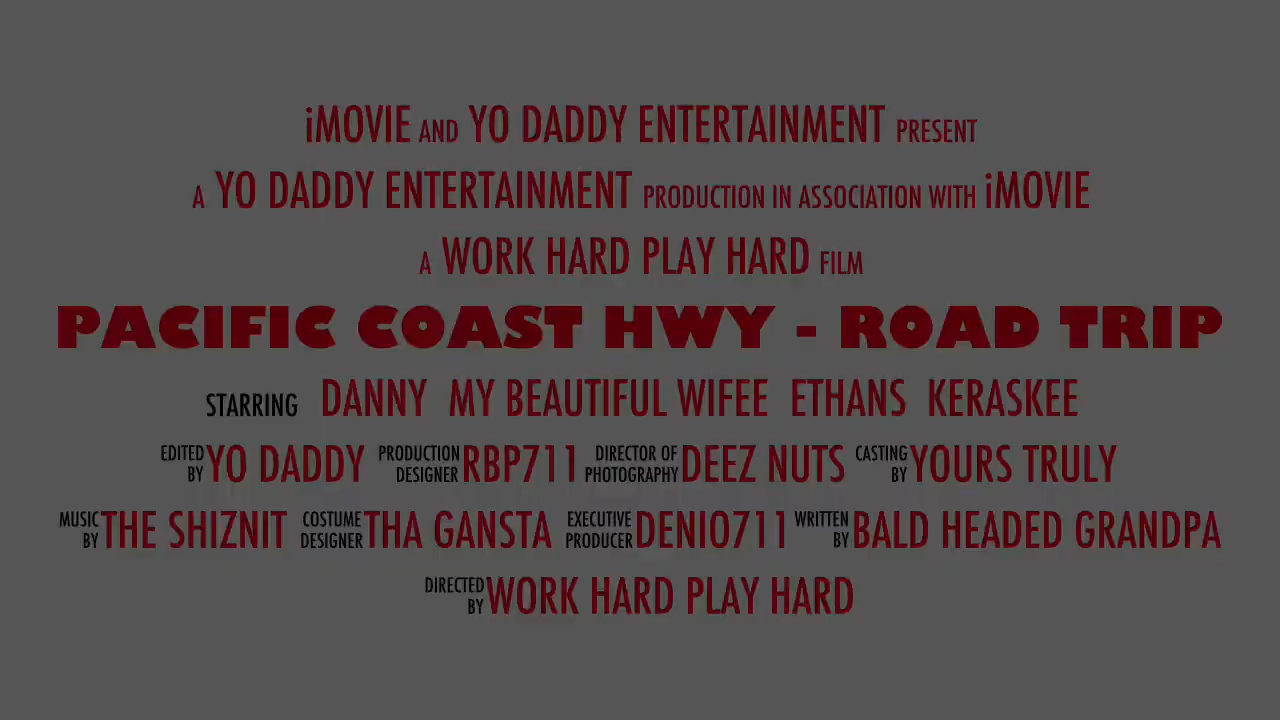 iMOVIE AND YO DADDY ENTERTAINMENT PRESENT
A YO DADDY ENTERTAINMENT PRODUCTION IN ASSOCIATION WITH iMOVIE
A WORK HARD PLAY HARD FILM
PACIFIC COAST HWY - ROAD TRIP
STARRING DANNY MY BEAUTIFUL WIFEE ETHANS KERASKEE
EDITED BY YO DADDY PRODUCTION DESIGNER RBP711 DIRECTOR OF PHOTOGRAPHY DEEZ NUTS CASTING BY YOURS TRULY
MUSIC BY THE SHIZNIT COSTUME DESIGNER THA GANSTA EXECUTIVE PRODUCER DENIO711 WRITTEN BY BALD HEADED GRANDPA
DIRECTED BY WORK HARD PLAY HARD